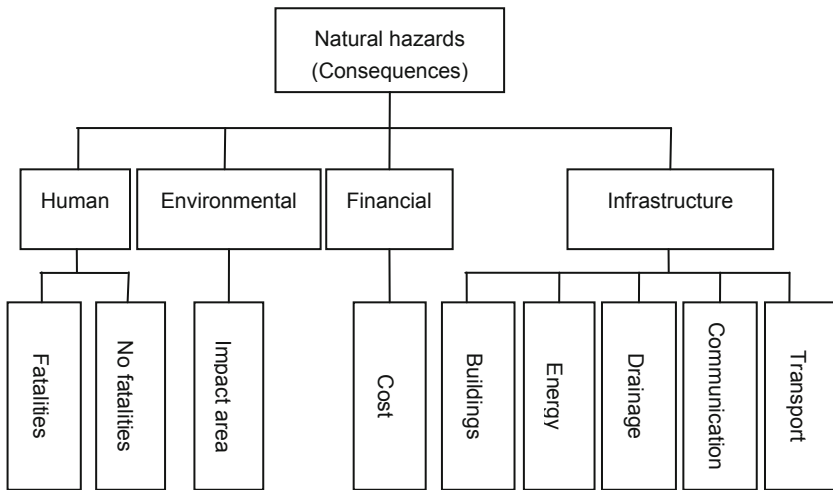 Natural hazards
(Consequences)
Human
Environmental
Financial
Infrastructure
Fatalities
No fatalities
Impact area
Cost
Buildings
Energy
Drainage
Communication
Transport